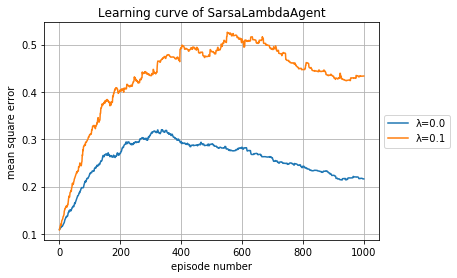 Learning curve of SarsaLambdaAgent
mean square error
0.5
0.4
0.3
0.2
0.1
0
200
400
600
800
1000
episode number
λ=0.0
λ=0.1